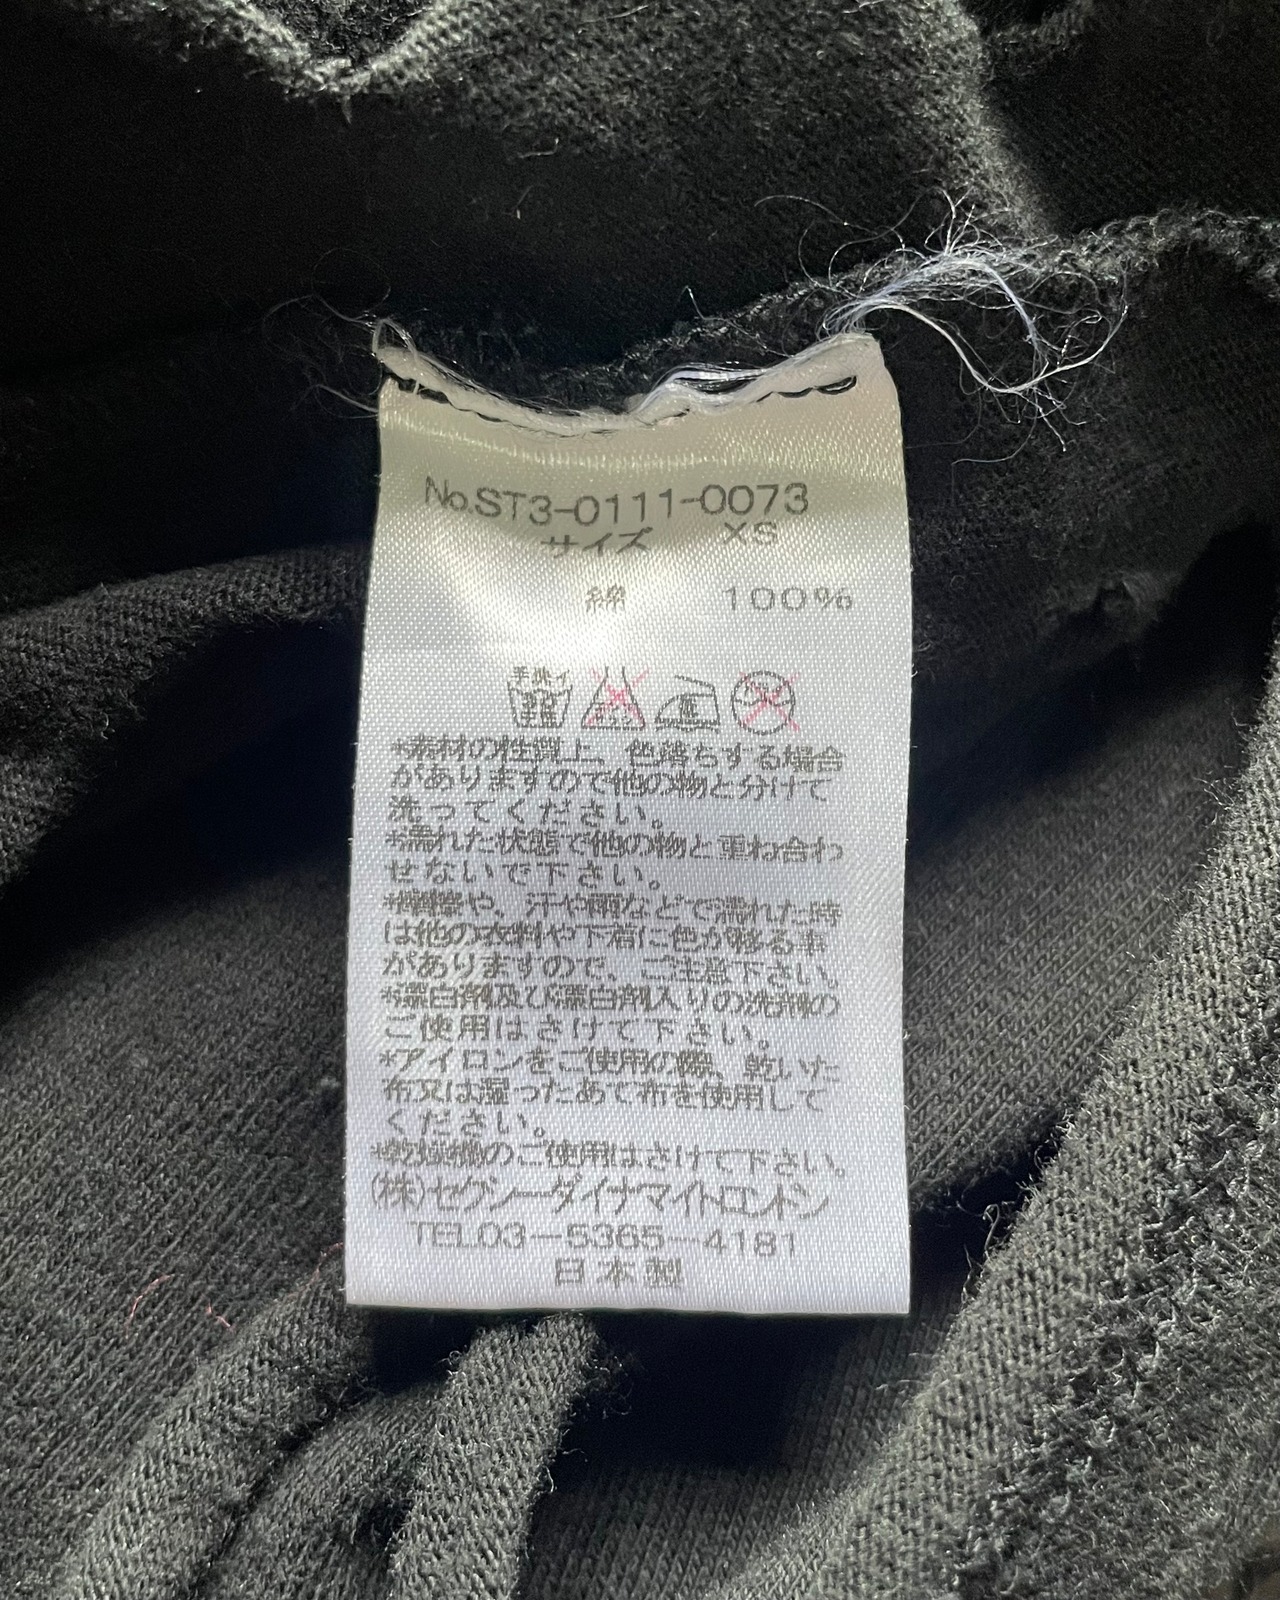 No.ST3-0111-0073
サイズ XS
綿 100%
手洗イ
*素材の性質上、色落ちする場合
がありますので他の物と分けて
洗ってください。
*濡れた状態で他の物と重ね合わ
せないで下さい。
*摩擦や、汗や雨などで濡れた時
は他の衣料や下着に色が移る事
がありますので、ご注意下さい。
*漂白剤及び漂白剤入りの洗剤の
ご使用はさけて下さい。
*アイロンをご使用の際、乾いた
布又は湿ったあて布を使用して
ください。
*乾燥機のご使用はさけて下さい。
(株)セクシーダイナマイトロンドン
TEL03-5365-4181
日本製